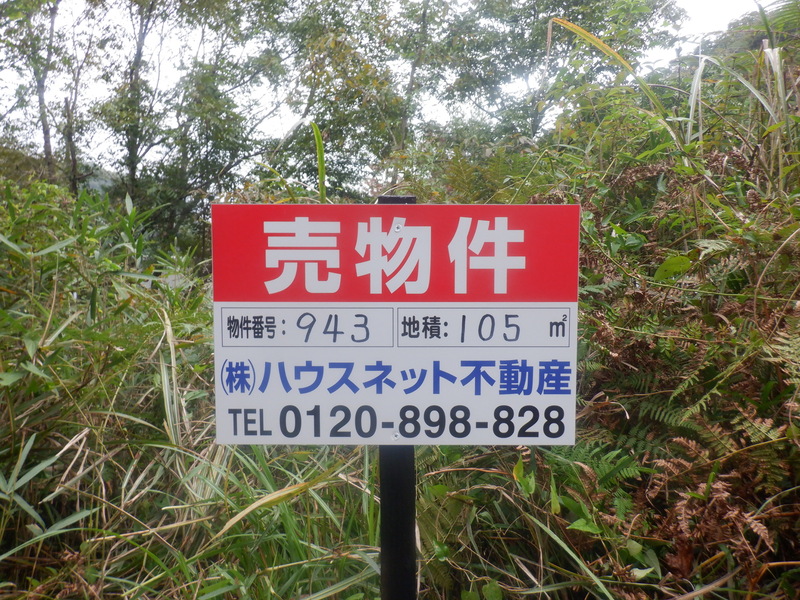 売物件
物件番号：943 地積：105 ㎡
㈱ハウスネット不動産
TEL 0120-898-828